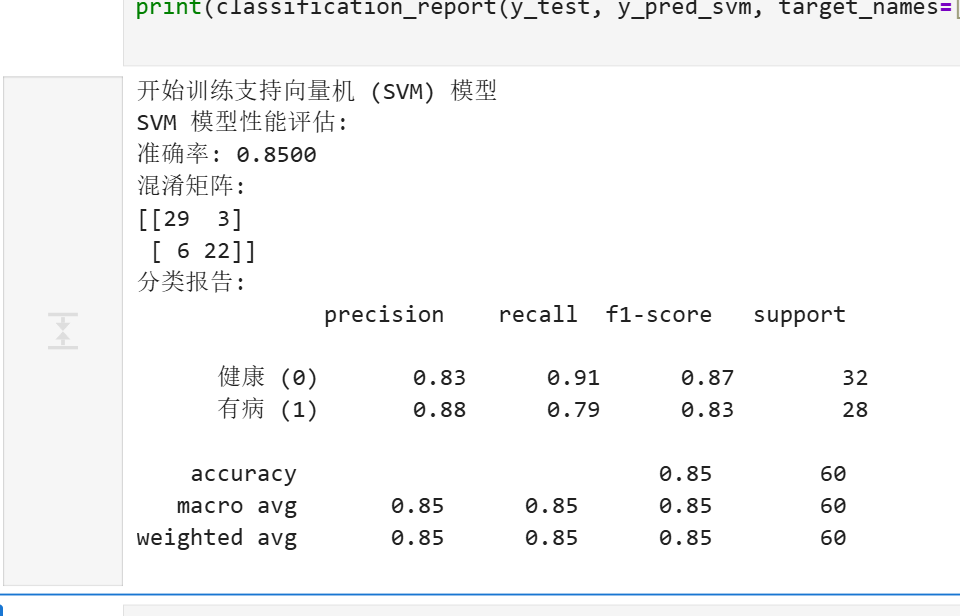 print(classification_report(y_test, y_pred_svm, target_names=[
开始训练支持向量机 (SVM) 模型
SVM 模型性能评估:
准确率: 0.8500
混淆矩阵:
[[29  3]
 [ 6 22]]
分类报告:
              precision    recall  f1-score   support

      健康 (0)       0.83      0.91      0.87        32
      有病 (1)       0.88      0.79      0.83        28

    accuracy                           0.85        60
   macro avg       0.85      0.85      0.85        60
weighted avg       0.85      0.85      0.85        60